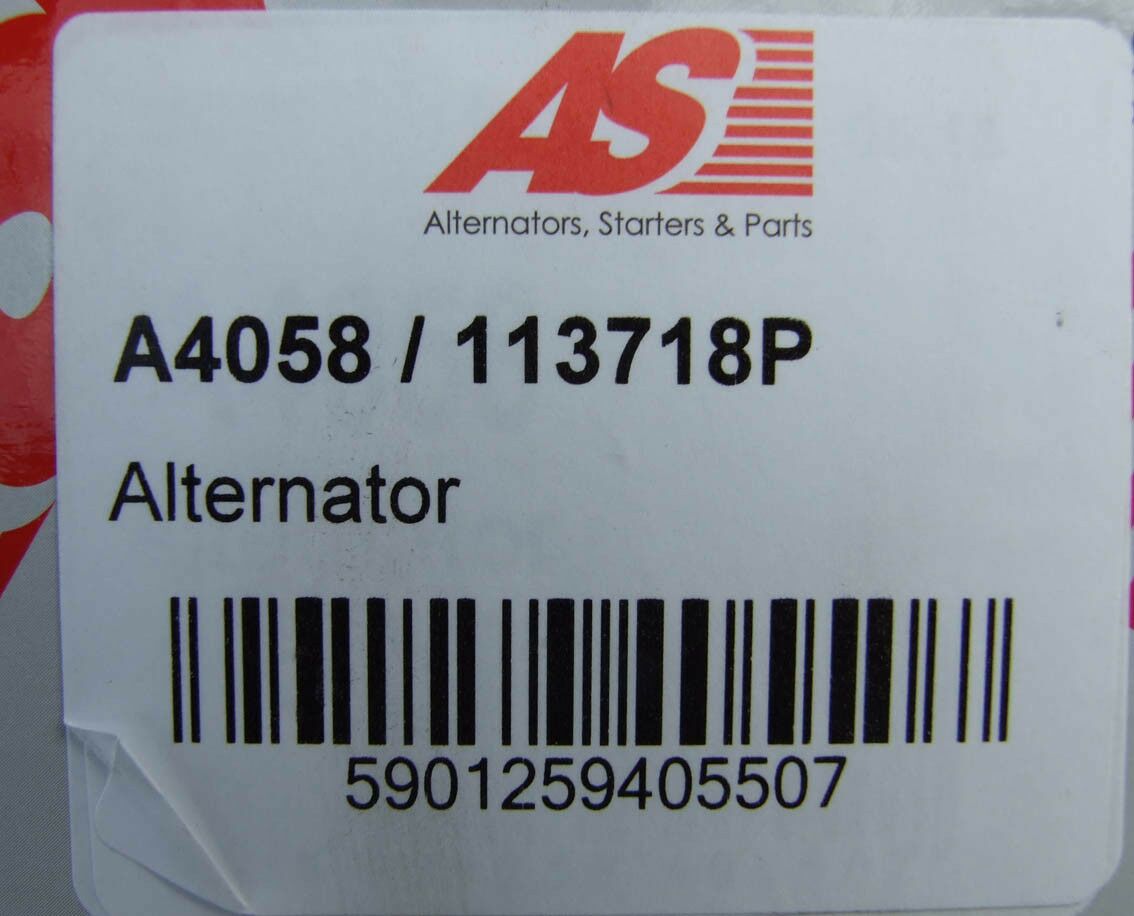 AS
Alternators, Starters & Parts
A4058 / 113718P
Alternator
5901259405507